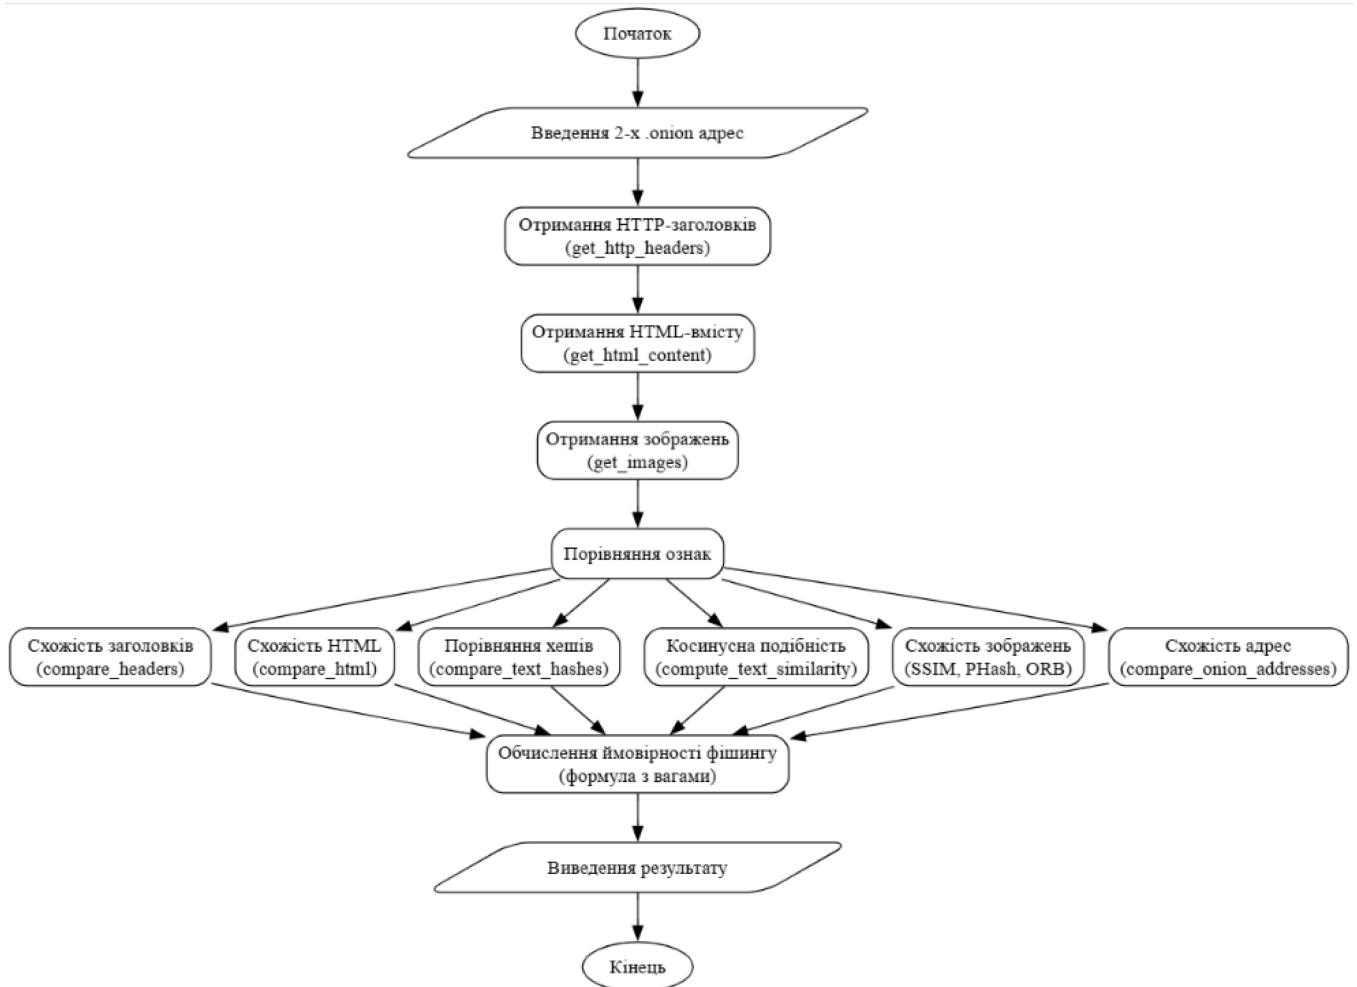 Початок
Введення 2-х .onion адрес
Отримання HTTP-заголовків
(get_http_headers)
Отримання HTML-вмісту
(get_html_content)
Отримання зображень
(get_images)
Порівняння ознак
Схожість заголовків
(compare_headers)
Схожість HTML
(compare_html)
Порівняння хешів
(compare_text_hashes)
Косинусна подібність
(compute_text_similarity)
Схожість зображень
(SSIM, PHash, ORB)
Схожість адрес
(compare_onion_addresses)
Обчислення ймовірності фішингу
(формула з вагами)
Виведення результату
Кінець